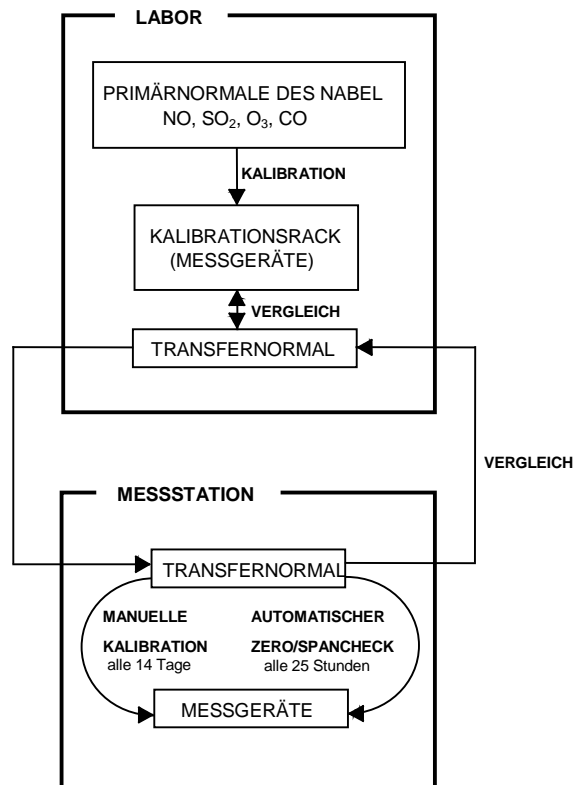 LABOR
PRIMÄRNORMALE DES NABEL
NO, SO₂, O₃, CO
KALIBRATION
KALIBRATIONSRACK
(MESSGERÄTE)
VERGLEICH
TRANSFERNORMAL
VERGLEICH
MESSSTATION
TRANSFERNORMAL
MANUELLE
KALIBRATION
alle 14 Tage
AUTOMATISCHER
ZERO/SPANCHECK
alle 25 Stunden
MESSGERÄTE